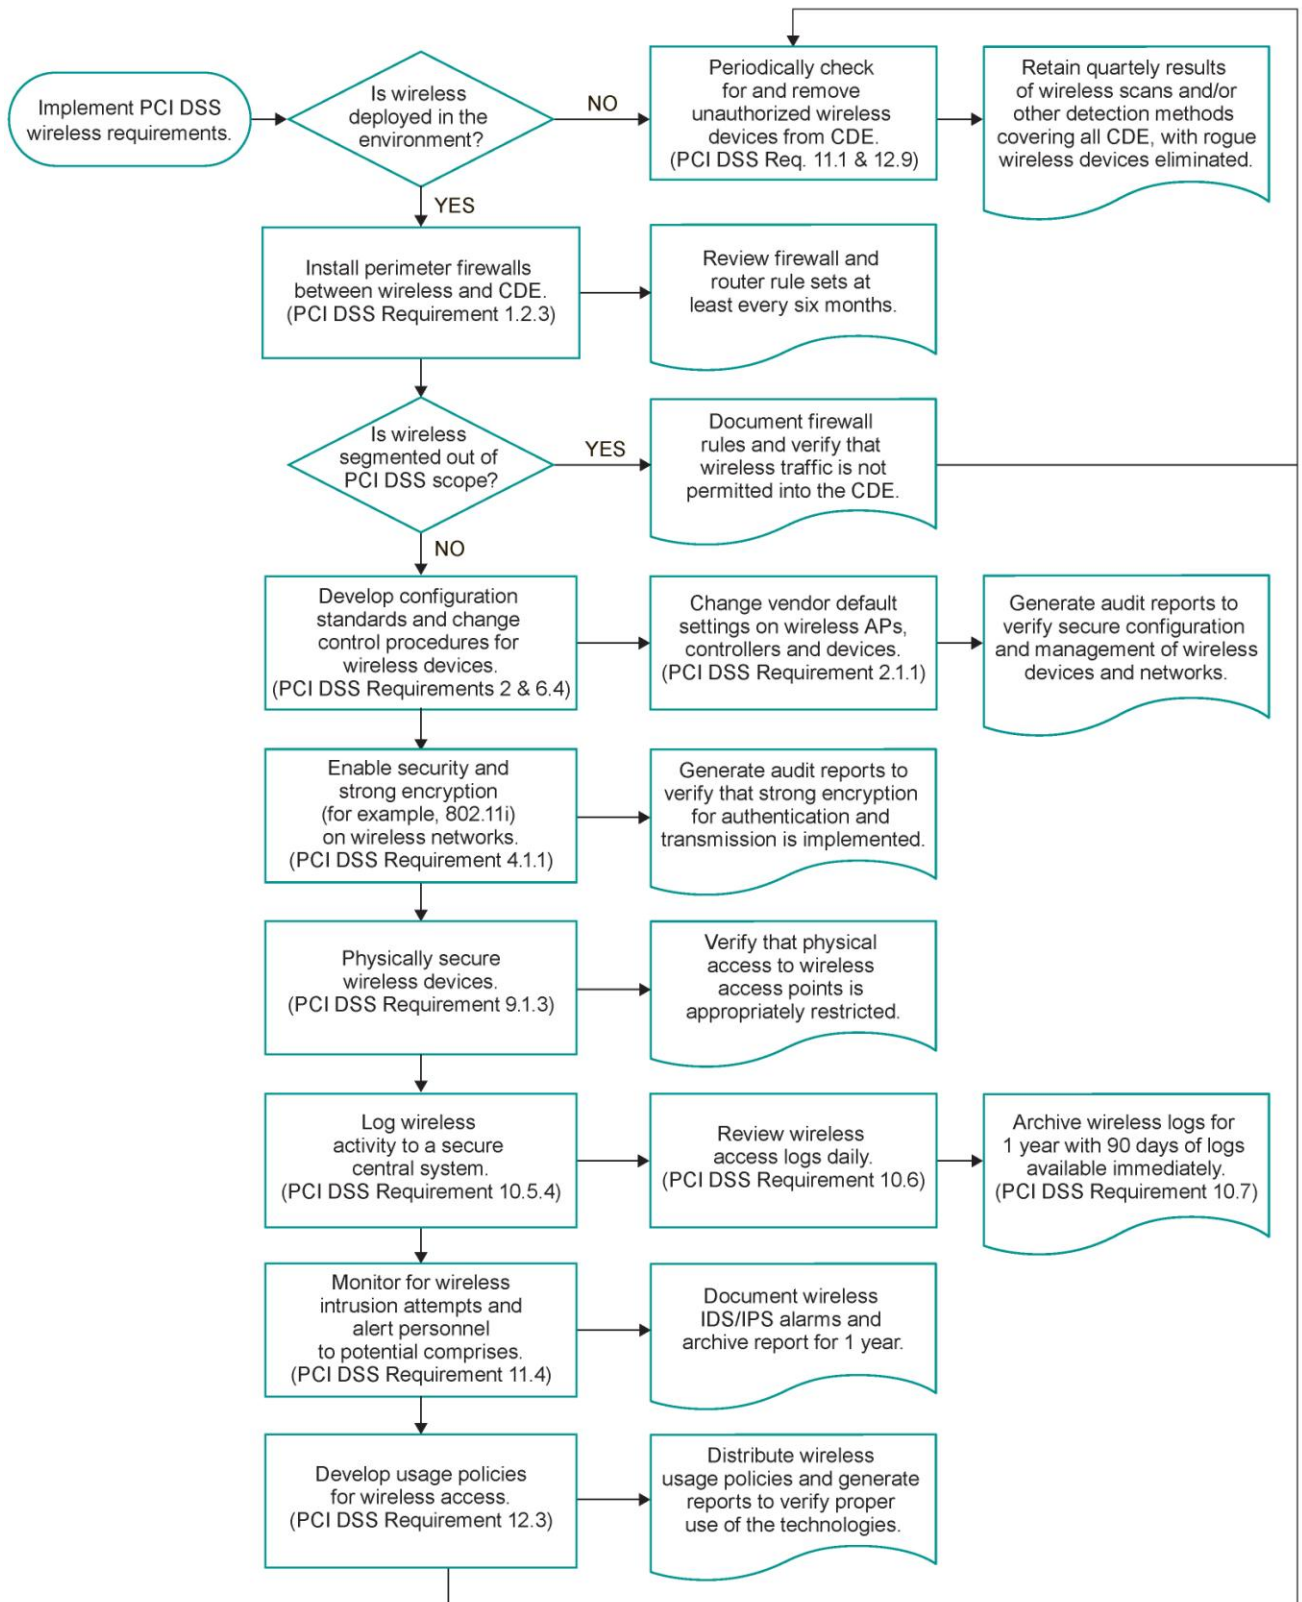 Implement PCI DSS
wireless requirements.
Is wireless
deployed in the
environment?
NO
Periodically check
for and remove
unauthorized wireless
devices from CDE.
(PCI DSS Req. 11.1 & 12.9)
Retain quartely results
of wireless scans and/or
other detection methods
covering all CDE, with rogue
wireless devices eliminated.
YES
Install perimeter firewalls
between wireless and CDE.
(PCI DSS Requirement 1.2.3)
Review firewall and
router rule sets at
least every six months.
Is wireless
segmented out of
PCI DSS scope?
YES
Document firewall
rules and verify that
wireless traffic is not
permitted into the CDE.
NO
Develop configuration
standards and change
control procedures for
wireless devices.
(PCI DSS Requirements 2 & 6.4)
Change vendor default
settings on wireless APs,
controllers and devices.
(PCI DSS Requirement 2.1.1)
Generate audit reports to
verify secure configuration
and management of wireless
devices and networks.
Enable security and
strong encryption
(for example, 802.11i)
on wireless networks.
(PCI DSS Requirement 4.1.1)
Generate audit reports to
verify that strong encryption
for authentication and
transmission is implemented.
Physically secure
wireless devices.
(PCI DSS Requirement 9.1.3)
Verify that physical
access to wireless
access points is
appropriately restricted.
Log wireless
activity to a secure
central system.
(PCI DSS Requirement 10.5.4)
Review wireless
access logs daily.
(PCI DSS Requirement 10.6)
Archive wireless logs for
1 year with 90 days of logs
available immediately.
(PCI DSS Requirement 10.7)
Monitor for wireless
intrusion attempts and
alert personnel
to potential comprises.
(PCI DSS Requirement 11.4)
Document wireless
IDS/IPS alarms and
archive report for 1 year.
Develop usage policies
for wireless access.
(PCI DSS Requirement 12.3)
Distribute wireless
usage policies and generate
reports to verify proper
use of the technologies.